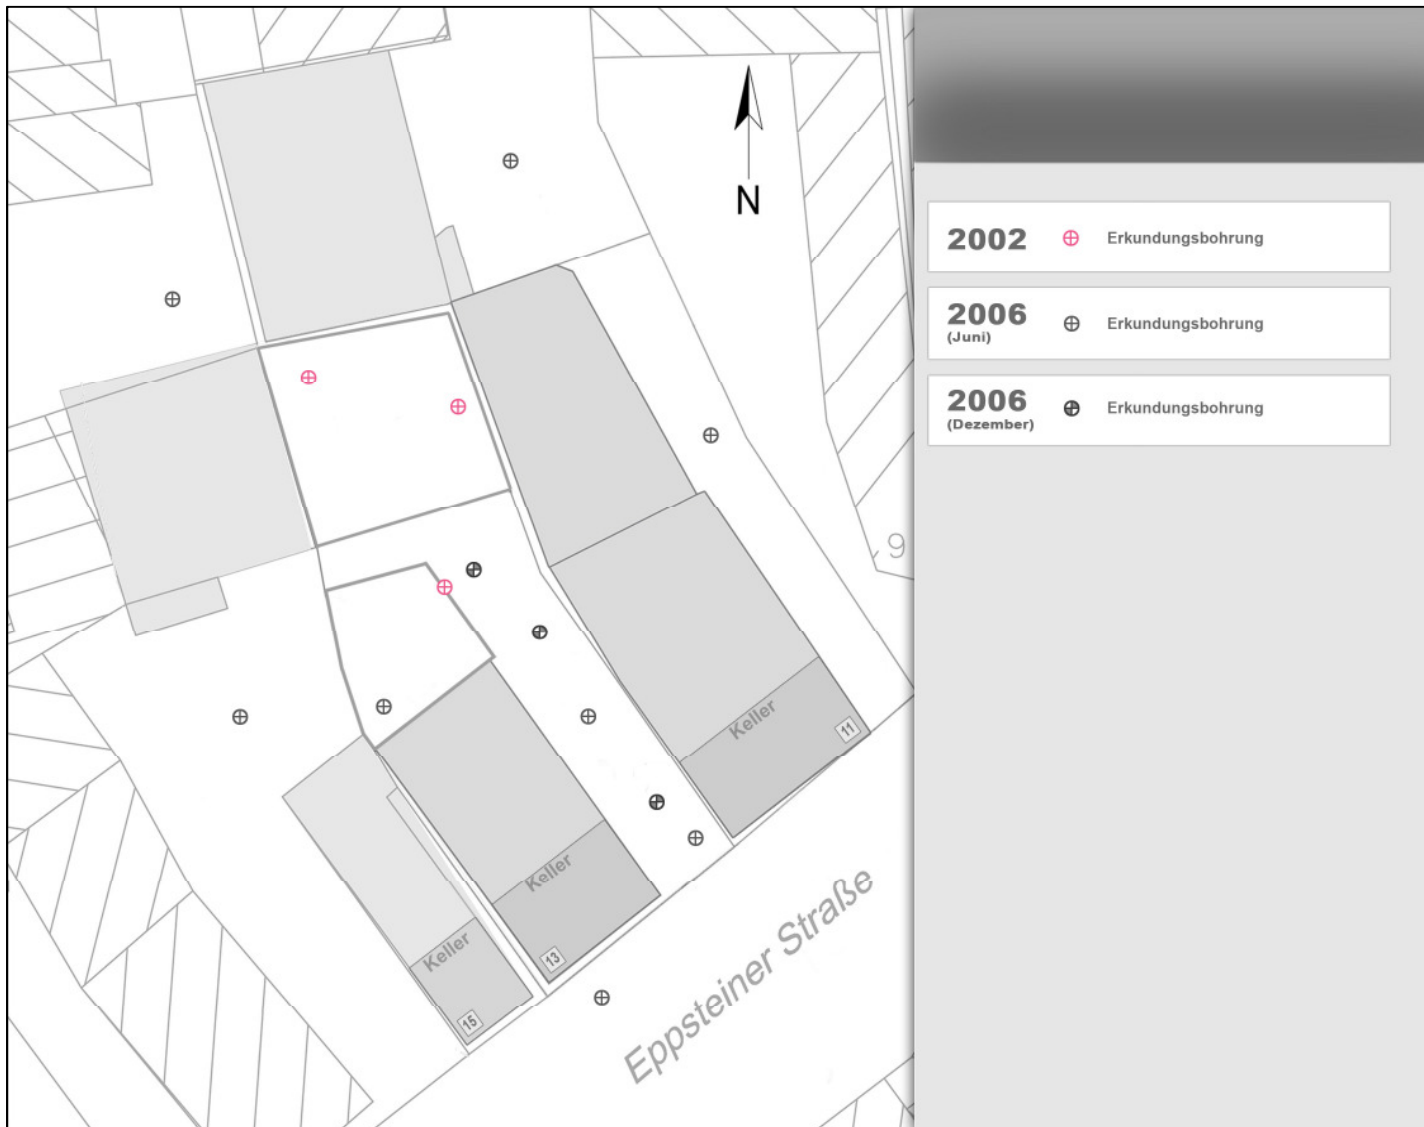 N
9
Keller
11
Keller
13
Keller
15
Eppsteiner Straße
2002 Erkundungsbohrung
2006 Erkundungsbohrung
(Juni)
2006 Erkundungsbohrung
(Dezember)